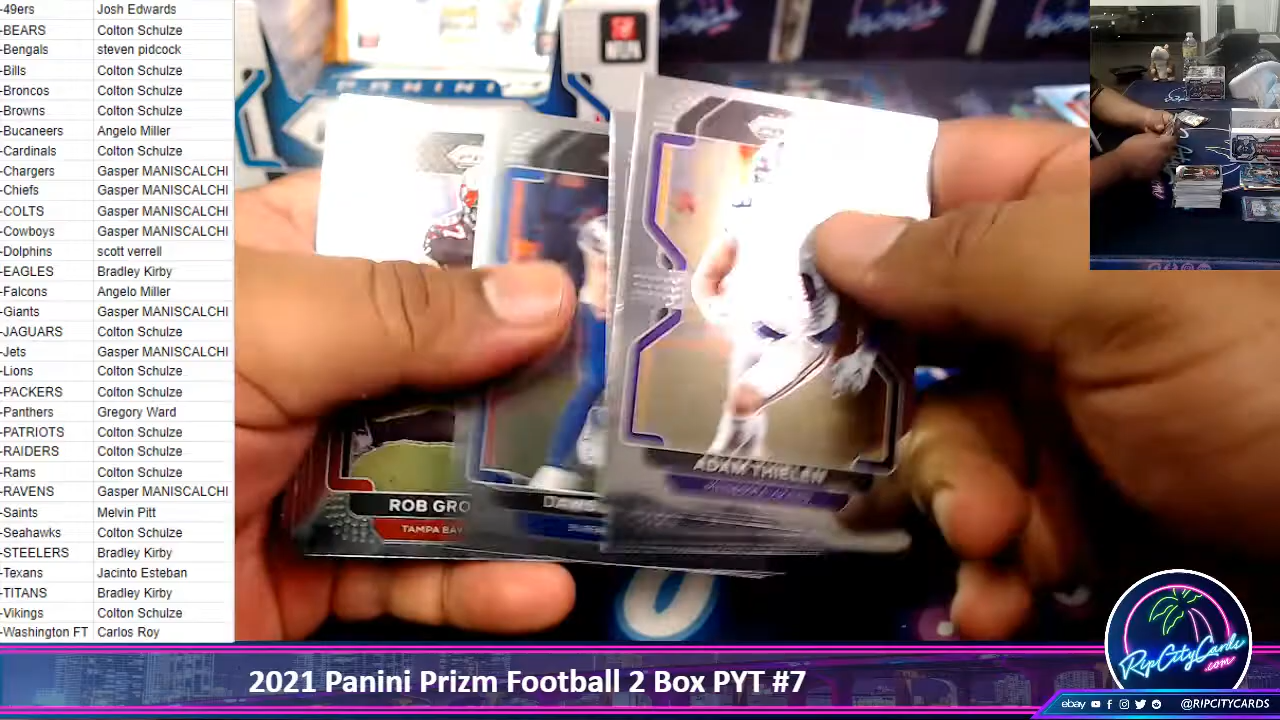 -49ers Josh Edwards
-BEARS Colton Schulze
-Bengals steven pidcock
-Bills Colton Schulze
-Broncos Colton Schulze
-Browns Colton Schulze
-Bucaneers Angelo Miller
-Cardinals Colton Schulze
-Chargers Gasper MANISCALCHI
-Chiefs Gasper MANISCALCHI
-COLTS Gasper MANISCALCHI
-Cowboys Gasper MANISCALCHI
-Dolphins scott verrell
-EAGLES Bradley Kirby
-Falcons Angelo Miller
-Giants Gasper MANISCALCHI
-JAGUARS Colton Schulze
-Jets Gasper MANISCALCHI
-Lions Colton Schulze
-PACKERS Colton Schulze
-Panthers Gregory Ward
-PATRIOTS Colton Schulze
-RAIDERS Colton Schulze
-Rams Colton Schulze
-RAVENS Gasper MANISCALCHI
-Saints Melvin Pitt
-Seahawks Colton Schulze
-STEELERS Bradley Kirby
-Texans Jacinto Esteban
-TITANS Bradley Kirby
-Vikings Colton Schulze
-Washington FT Carlos Roy
PANINI
ADAM THIELEN
ROB GRO
TAMPA BAY
RipCityCards
.com
2021 Panini Prizm Football 2 Box PYT #7
ebay @RIPCITYCARDS